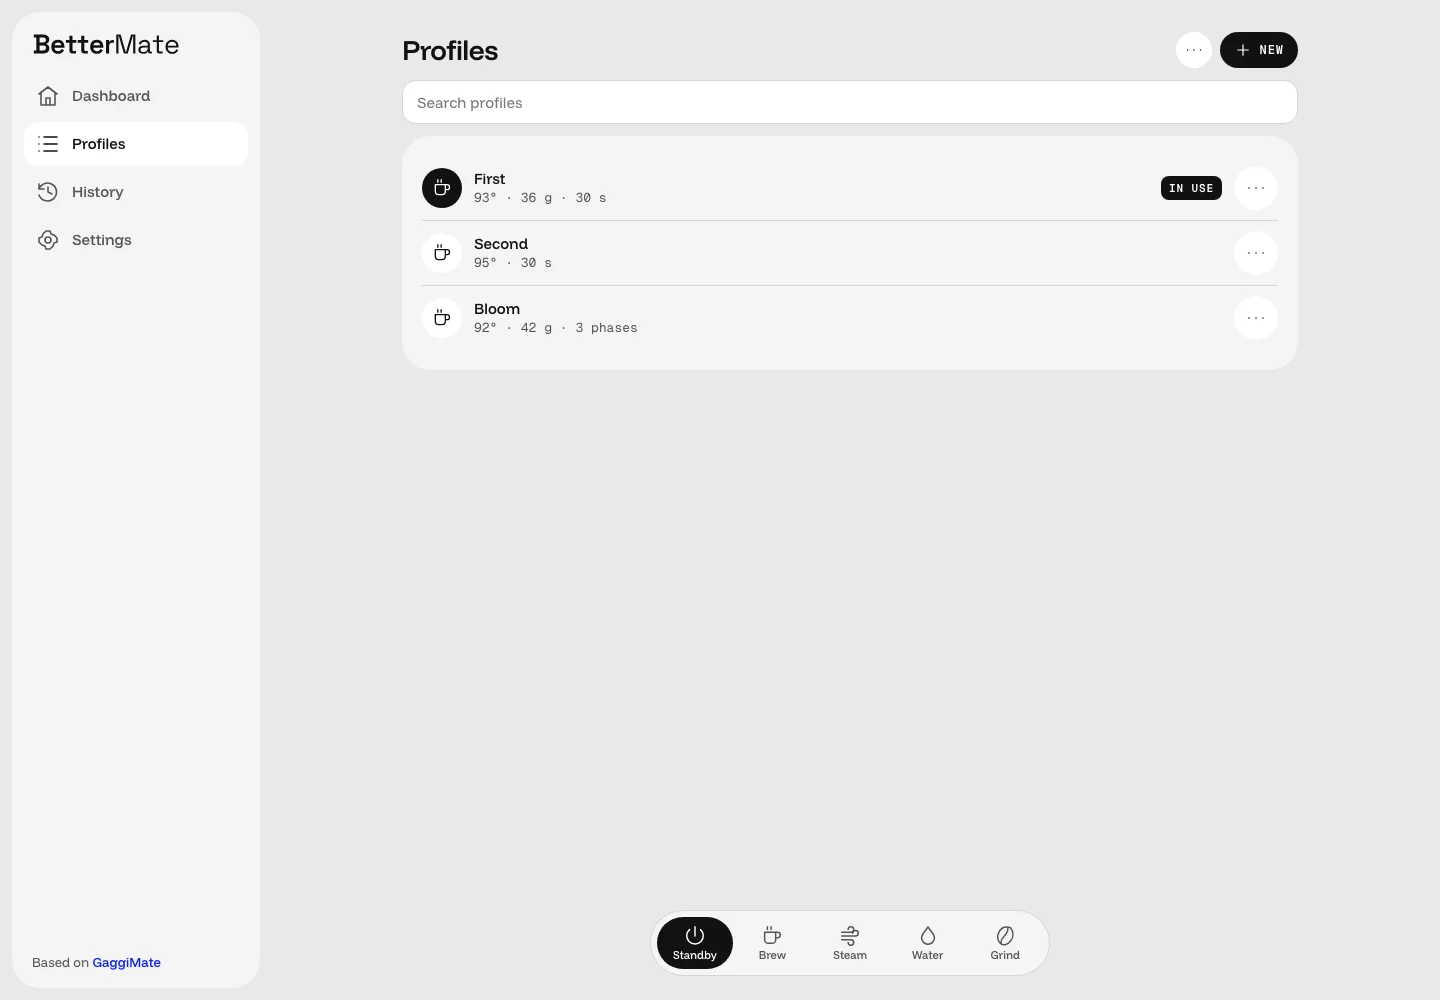 BetterMate
Dashboard
Profiles
History
Settings
Based on GaggiMate
Profiles
NEW
Search profiles
First
93° · 36 g · 30 s
IN USE
Second
95° · 30 s
Bloom
92° · 42 g · 3 phases
Standby
Brew
Steam
Water
Grind